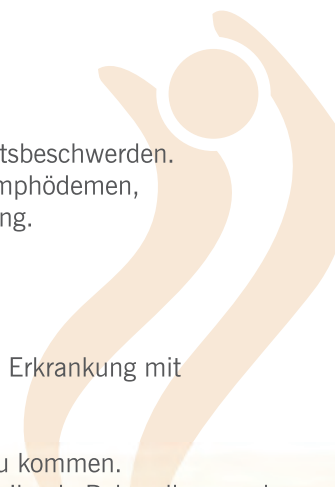 tsbeschwerden.
mphödemen,
ng.
Erkrankung mit
u kommen.